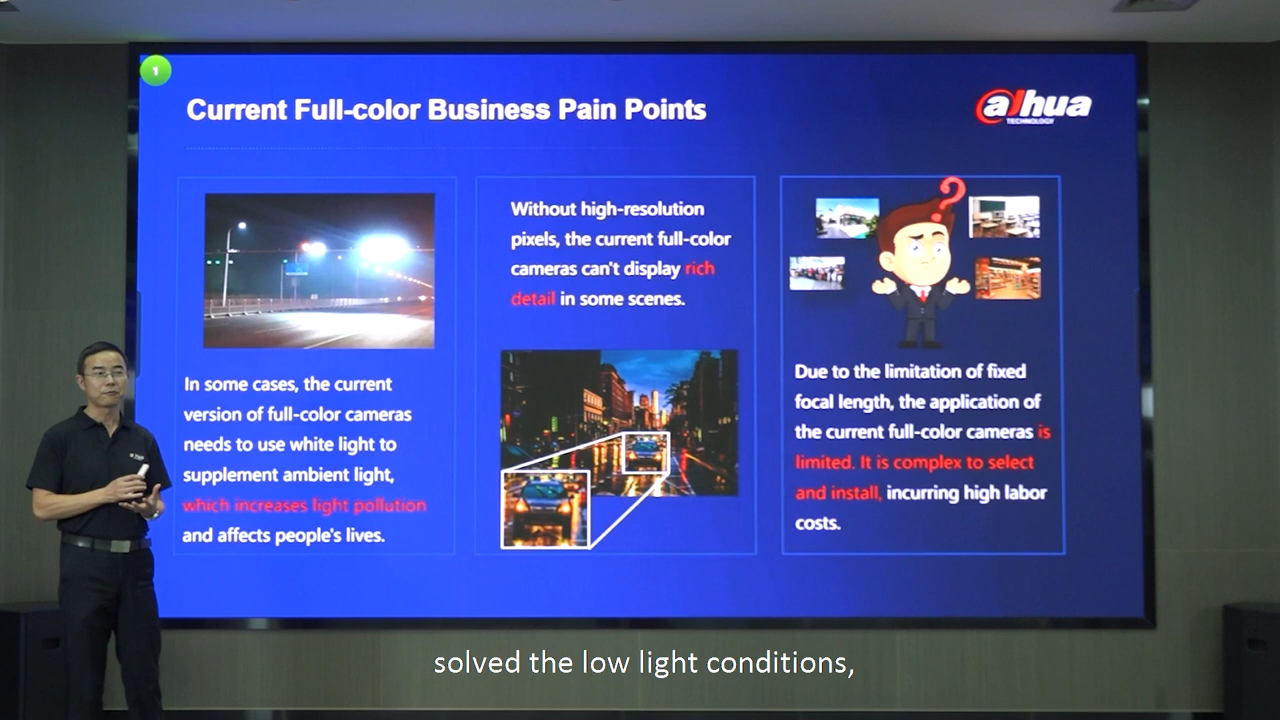 1
Current Full-color Business Pain Points
alhua
TECHNOLOGY
In some cases, the current
version of full-color cameras
needs to use white light to
supplement ambient light,
which increases light pollution
and affects people's lives.
Without high-resolution
pixels, the current full-color
cameras can't display rich
detail in some scenes.
?
Due to the limitation of fixed
focal length, the application of
the current full-color cameras is
limited. It is complex to select
and install, incurring high labor
costs.
solved the low light conditions,